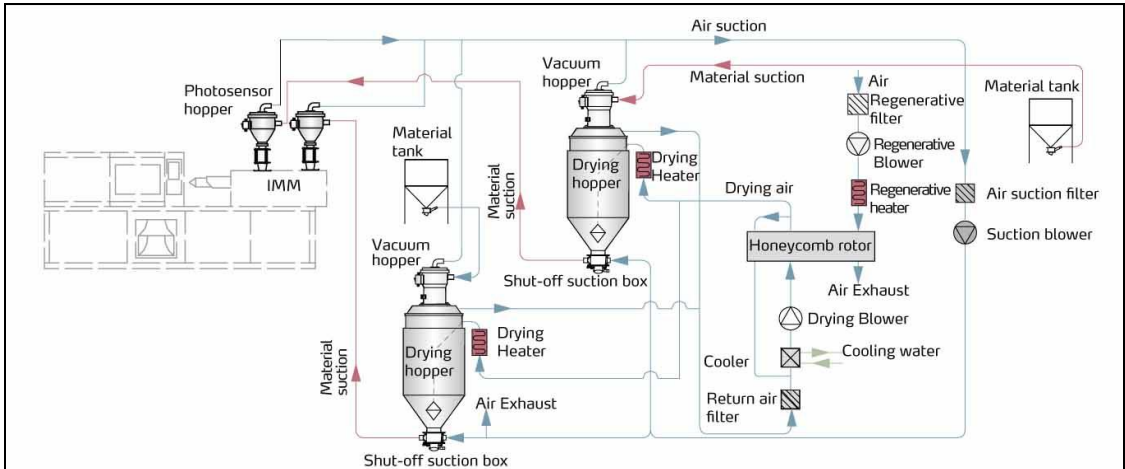 Air suction
Vacuum
hopper
Material suction
Air
Material tank
Photosensor
hopper
Regenerative
filter
Material
tank
Regenerative
Blower
Drying
Heater
Drying
hopper
IMM
Material
suction
Drying air
Regenerative
heater
Air suction filter
Honeycomb rotor
Suction blower
Vacuum
hopper
Shut-off suction box
Air Exhaust
Drying Blower
Drying
Heater
Drying
hopper
Cooling water
Cooler
Material
suction
Return air
filter
Air Exhaust
Shut-off suction box